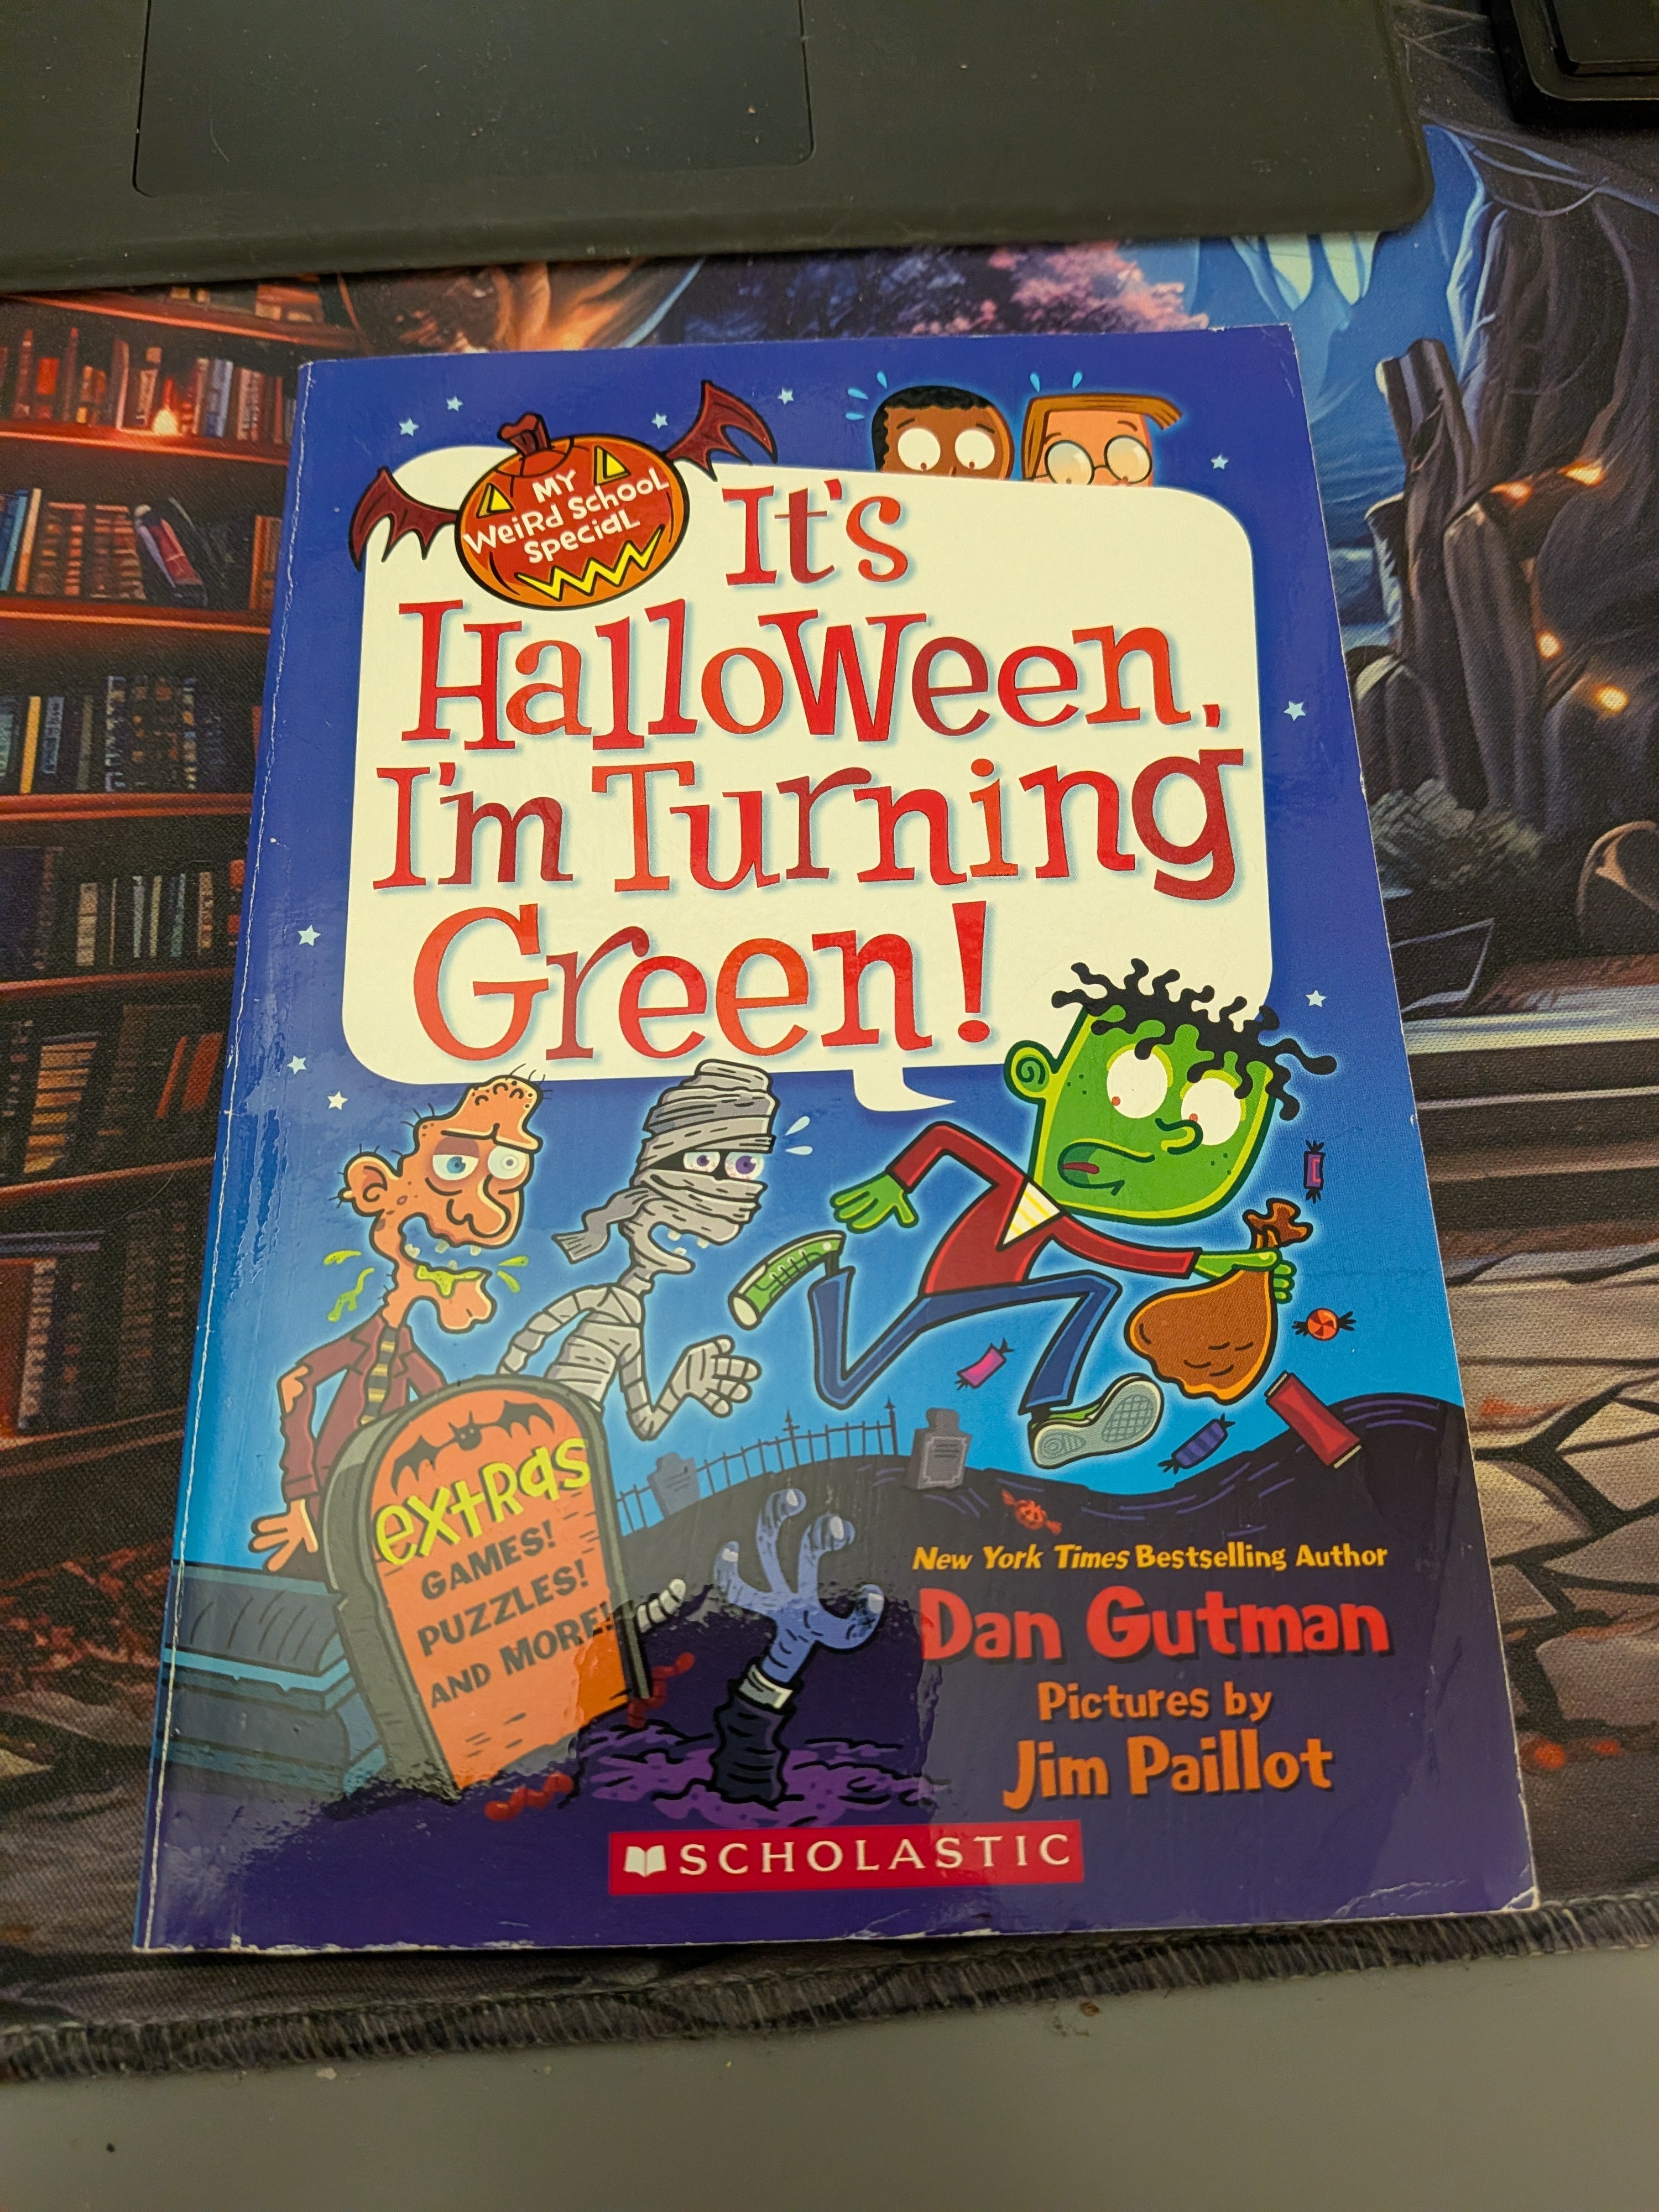 MY
WeiRd SchooL
SpeciaL
It's
Halloween,
I'm Turning
Green!
extRas
GAMES!
PUZZLES!
AND MORE!
New York Times Bestselling Author
Dan Gutman
Pictures by
Jim Paillot
SCHOLASTIC